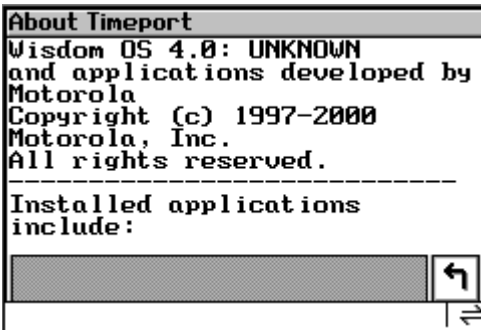 About Timeport
Wisdom OS 4.0: UNKNOWN
and applications developed by
Motorola
Copyright (c) 1997-2000
Motorola, Inc.
All rights reserved.
------------------------------
Installed applications
include: